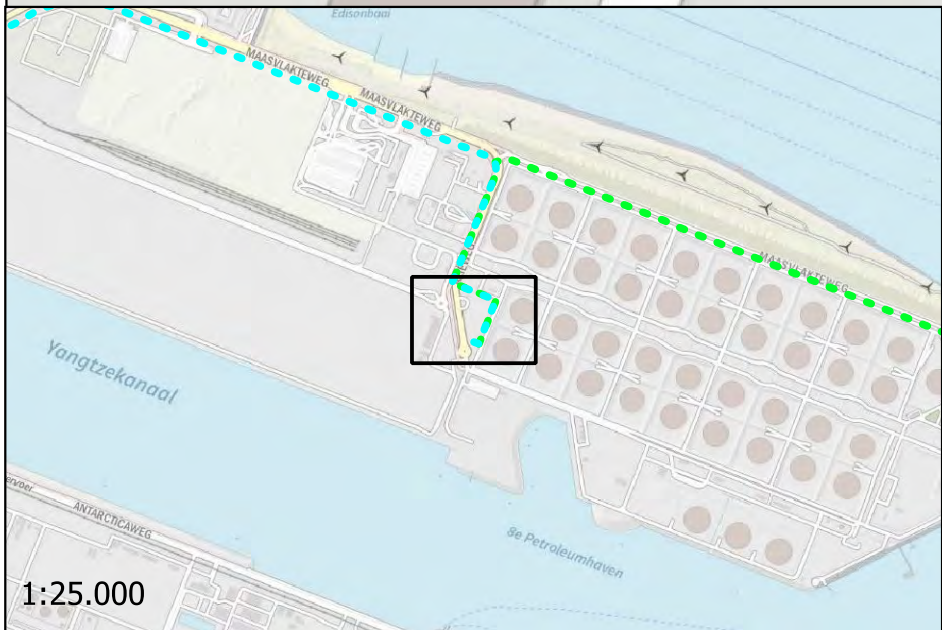 Edisonbaai
MAASVLAKTEWEG
MAASVLAKTEWEG
MAASVLAKTEWEG
Yangtzekanaal
ANTARCTICAWEG
8e Petroleumhaven
1:25.000